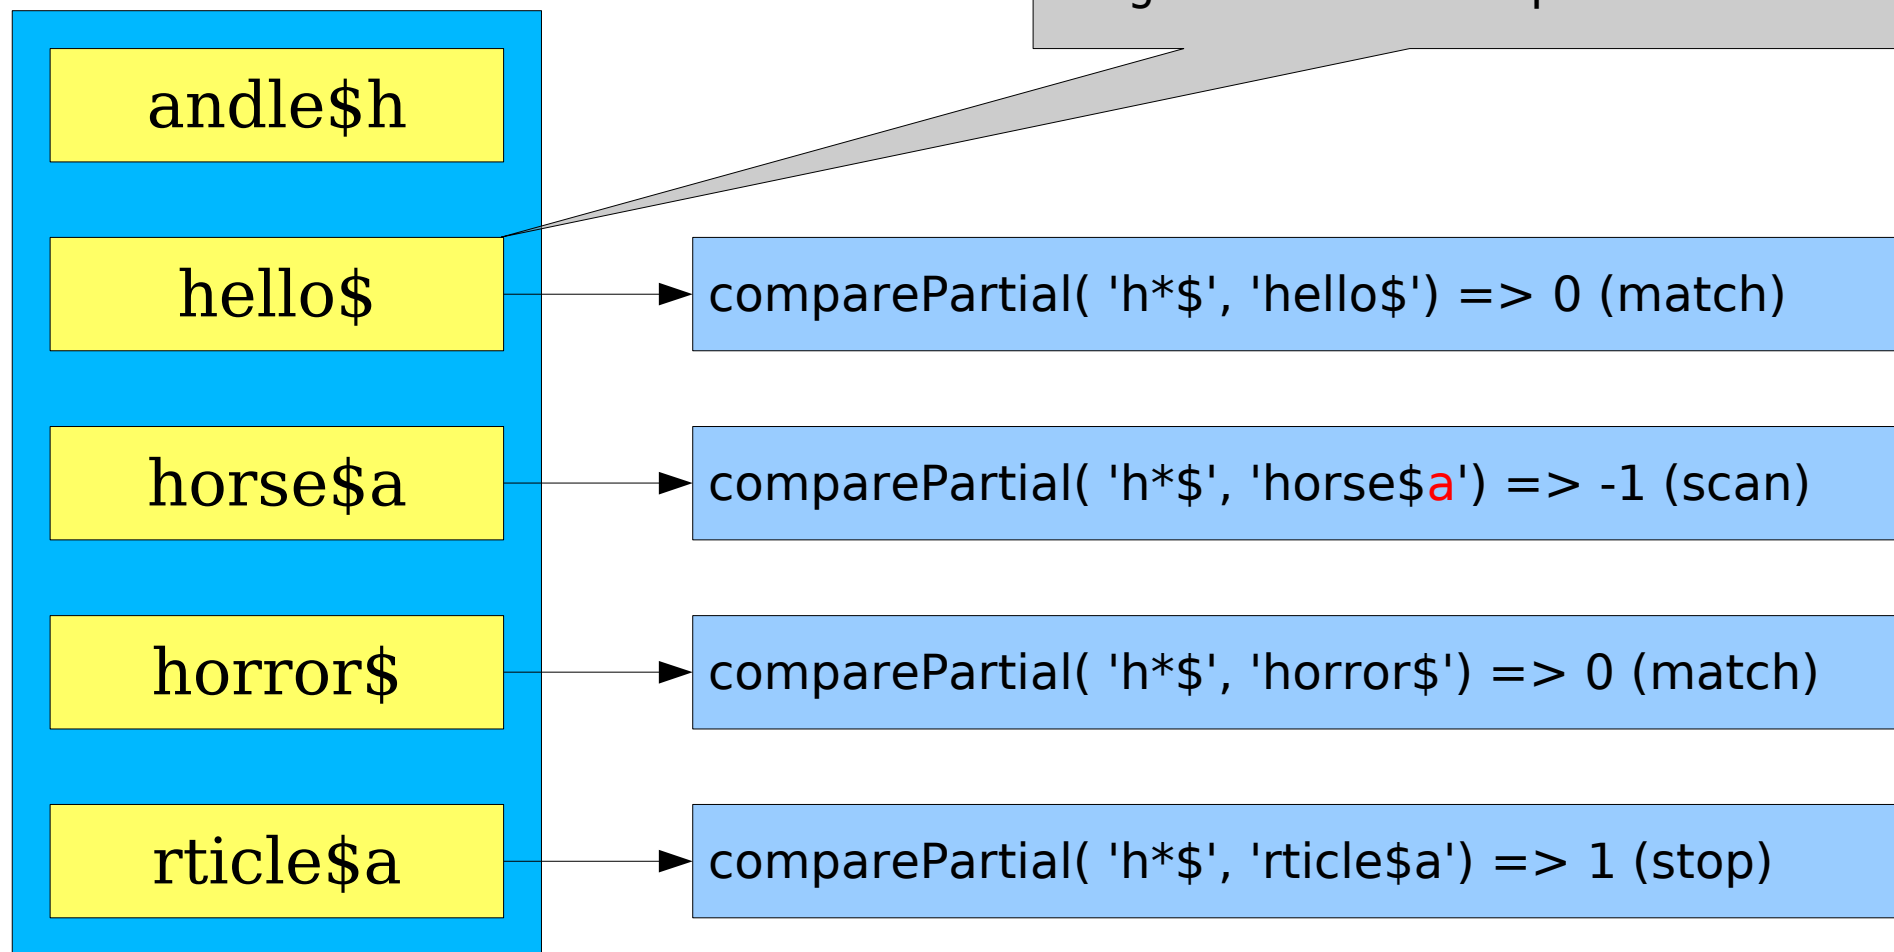 andle$h
hello$
comparePartial( 'h*$', 'hello$') => 0 (match)
horse$a
comparePartial( 'h*$', 'horse$a') => -1 (scan)
horror$
comparePartial( 'h*$', 'horror$') => 0 (match)
rticle$a
comparePartial( 'h*$', 'rticle$a') => 1 (stop)